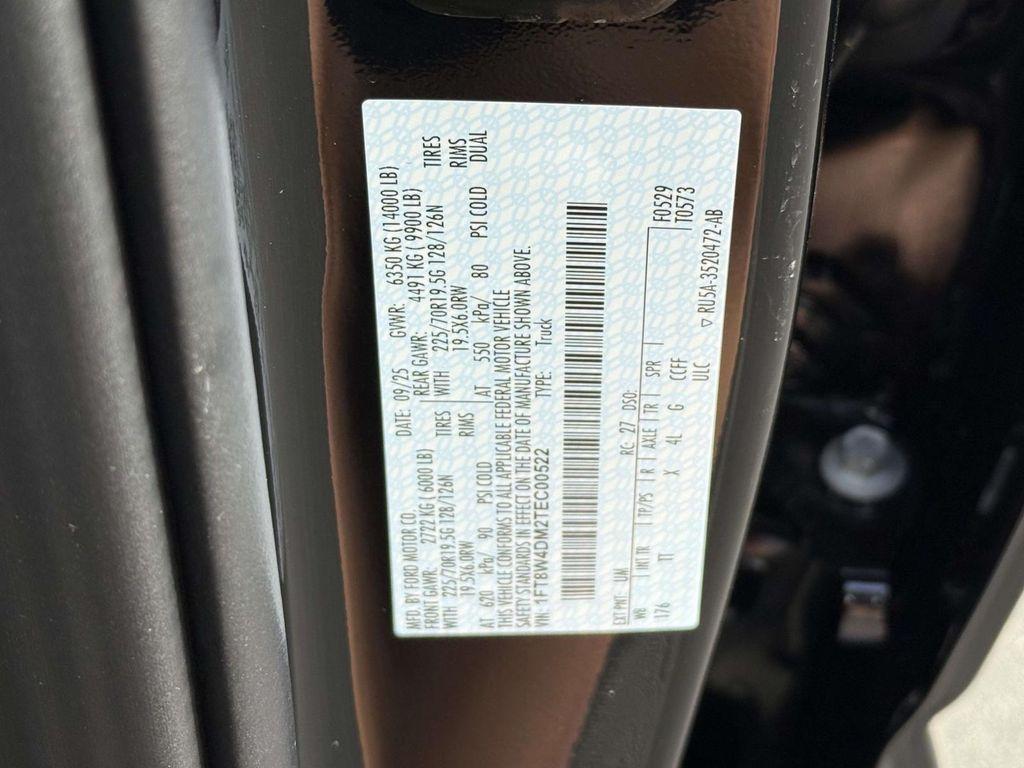 MFD. BY FORD MOTOR CO.
DATE: 09/25 GVWR: 6350 KG (14000 LB)
FRONT GAWR: 2722 KG (6000 LB) REAR GAWR: 4491 KG (9900 LB)
WITH 225/70R19.5G 128/126N TIRES WITH 225/70R19.5G 128/126N TIRES
19.5X6.0RW RIMS 19.5X6.0RW RIMS
AT 620 kPa/ 90 PSI COLD AT 550 kPa/ 80 PSI COLD DUAL
THIS VEHICLE CONFORMS TO ALL APPLICABLE FEDERAL MOTOR VEHICLE
SAFETY STANDARDS IN EFFECT ON THE DATE OF MANUFACTURE SHOWN ABOVE.
VIN: 1FT8W4DM2TEC00522 TYPE: Truck
EXT PNT: UM RC: 27 DSO: F0529
WB INT TR TP/PS R AXLE TR SPR T0573
176 TT X 4L G CCFF
ULC ▽ RU5A-3520472-AB